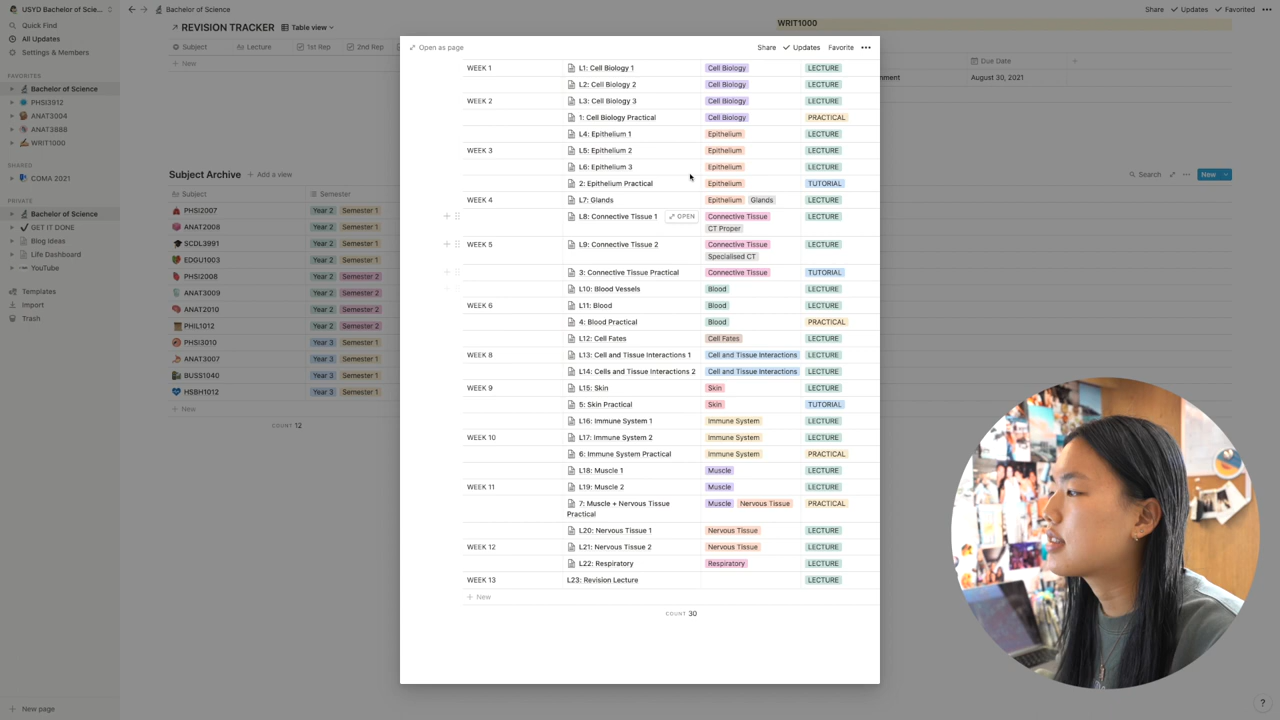 USYD Bachelor of Scie...
Quick Find
All Updates
Settings & Members
FAVORITES
Bachelor of Science
PHSI3912
ANAT3004
ANAT3888
WRIT1000
SHARED
COMA 2021
PRIVATE
Bachelor of Science
GET IT DONE
Blog Ideas
Life Dashboard
YouTube
Templates
Import
Trash
New page
Bachelor of Science
Share Updates Favorited
REVISION TRACKER Table view
Subject Lecture 1st Rep 2nd Rep
New
WRIT1000
Due Date
August 30, 2021
Subject Archive Add a view
Search New
Subject Semester
PHSI2007 Year 2 Semester 1
ANAT2008 Year 2 Semester 1
SCDL3991 Year 2 Semester 1
EDGU1003 Year 2 Semester 1
PHSI2008 Year 2 Semester 2
ANAT3009 Year 2 Semester 2
ANAT2010 Year 2 Semester 2
PHIL1012 Year 2 Semester 2
PHSI3010 Year 3 Semester 1
ANAT3007 Year 3 Semester 1
BUSS1040 Year 3 Semester 1
HSBH1012 Year 3 Semester 1
New
COUNT 12
Open as page Share Updates Favorite
WEEK 1 L1: Cell Biology 1 Cell Biology LECTURE
L2: Cell Biology 2 Cell Biology LECTURE
WEEK 2 L3: Cell Biology 3 Cell Biology LECTURE
1: Cell Biology Practical Cell Biology PRACTICAL
L4: Epithelium 1 Epithelium LECTURE
WEEK 3 L5: Epithelium 2 Epithelium LECTURE
L6: Epithelium 3 Epithelium LECTURE
2: Epithelium Practical Epithelium TUTORIAL
WEEK 4 L7: Glands Epithelium Glands LECTURE
L8: Connective Tissue 1 OPEN Connective Tissue LECTURE
CT Proper
WEEK 5 L9: Connective Tissue 2 Connective Tissue LECTURE
Specialised CT
3: Connective Tissue Practical Connective Tissue TUTORIAL
L10: Blood Vessels Blood LECTURE
WEEK 6 L11: Blood Blood LECTURE
4: Blood Practical Blood PRACTICAL
L12: Cell Fates Cell Fates LECTURE
WEEK 8 L13: Cell and Tissue Interactions 1 Cell and Tissue Interactions LECTURE
L14: Cells and Tissue Interactions 2 Cell and Tissue Interactions LECTURE
WEEK 9 L15: Skin Skin LECTURE
5: Skin Practical Skin TUTORIAL
L16: Immune System 1 Immune System LECTURE
WEEK 10 L17: Immune System 2 Immune System LECTURE
6: Immune System Practical Immune System PRACTICAL
L18: Muscle 1 Muscle LECTURE
WEEK 11 L19: Muscle 2 Muscle LECTURE
7: Muscle + Nervous Tissue Muscle Nervous Tissue PRACTICAL
Practical
L20: Nervous Tissue 1 Nervous Tissue LECTURE
WEEK 12 L21: Nervous Tissue 2 Nervous Tissue LECTURE
L22: Respiratory Respiratory LECTURE
WEEK 13 L23: Revision Lecture LECTURE
New
COUNT 30